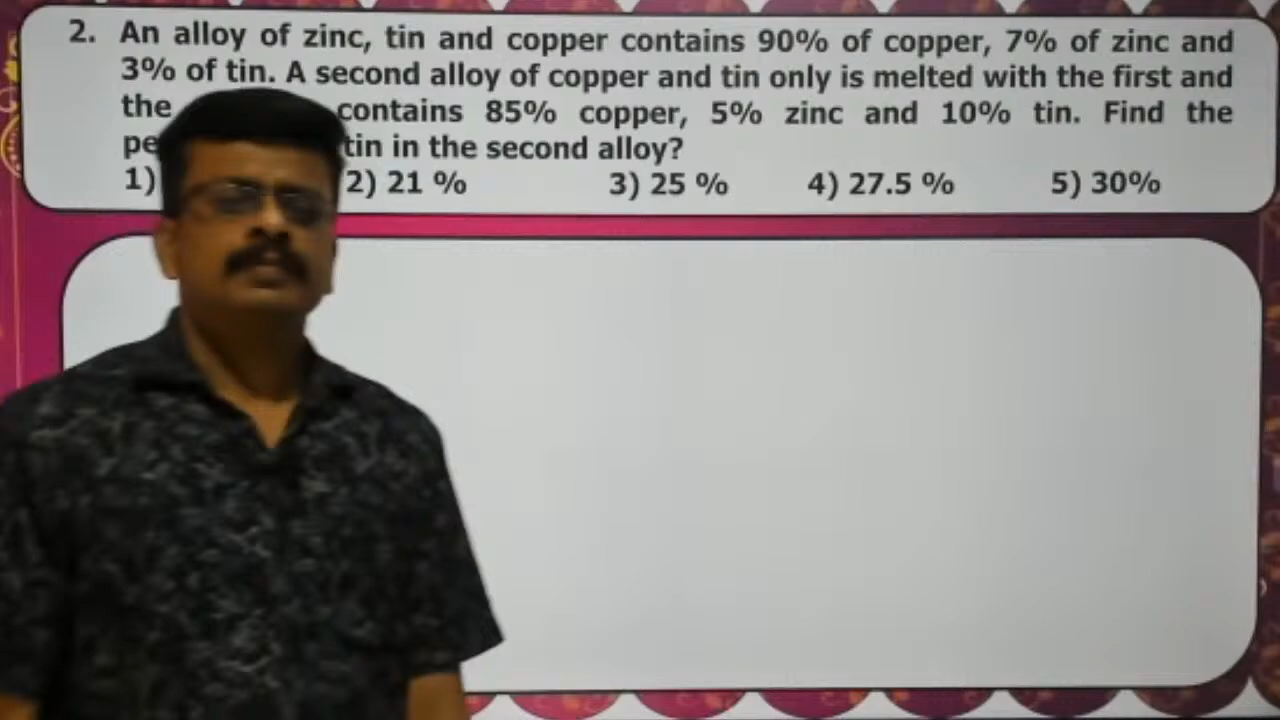 2. An alloy of zinc, tin and copper contains 90% of copper, 7% of zinc and
3% of tin. A second alloy of copper and tin only is melted with the first and
the contains 85% copper, 5% zinc and 10% tin. Find the
tin in the second alloy?
1) 2) 21 % 3) 25 % 4) 27.5 % 5) 30%